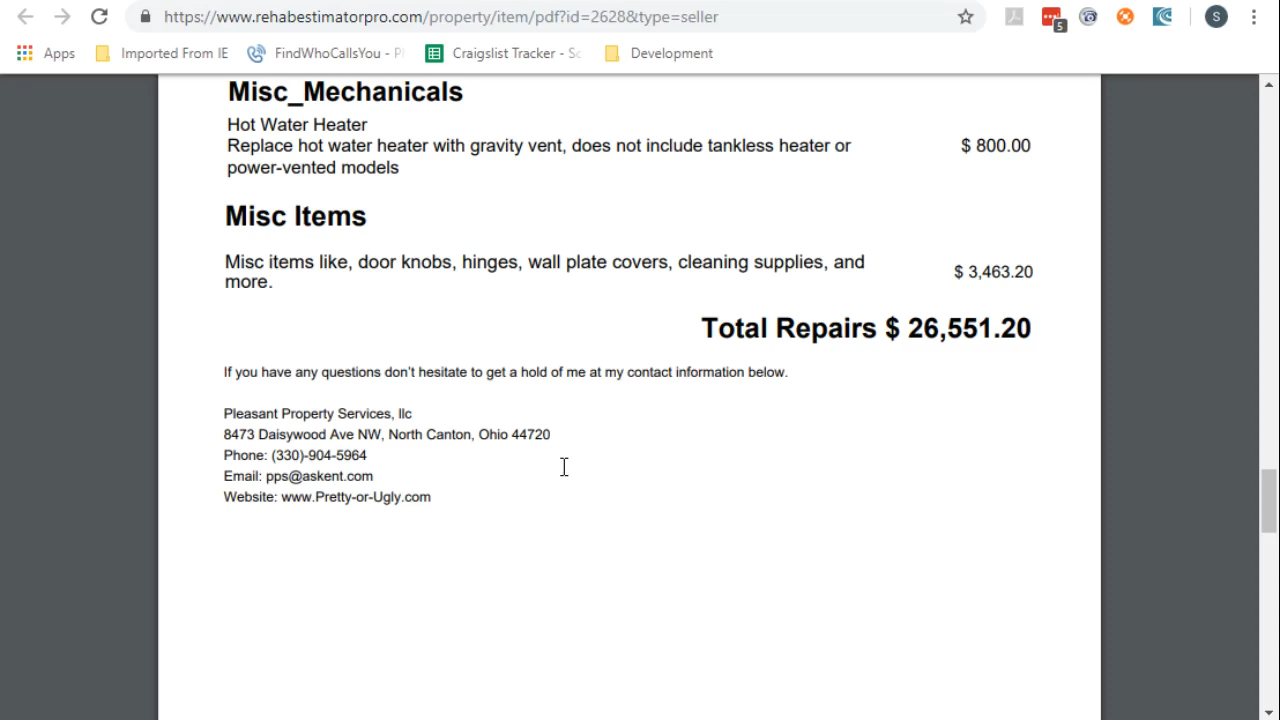 https://www.rehabestimatorpro.com/property/item/pdf?id=2628&type=seller
5
S
Apps
Imported From IE
FindWhoCallsYou - P
Craigslist Tracker - Sc
Development
Misc_Mechanicals
Hot Water Heater
Replace hot water heater with gravity vent, does not include tankless heater or
power-vented models
$ 800.00
Misc Items
Misc items like, door knobs, hinges, wall plate covers, cleaning supplies, and
more.
$ 3,463.20
Total Repairs $ 26,551.20
If you have any questions don't hesitate to get a hold of me at my contact information below.
Pleasant Property Services, llc
8473 Daisywood Ave NW, North Canton, Ohio 44720
Phone: (330)-904-5964
Email: pps@askent.com
Website: www.Pretty-or-Ugly.com